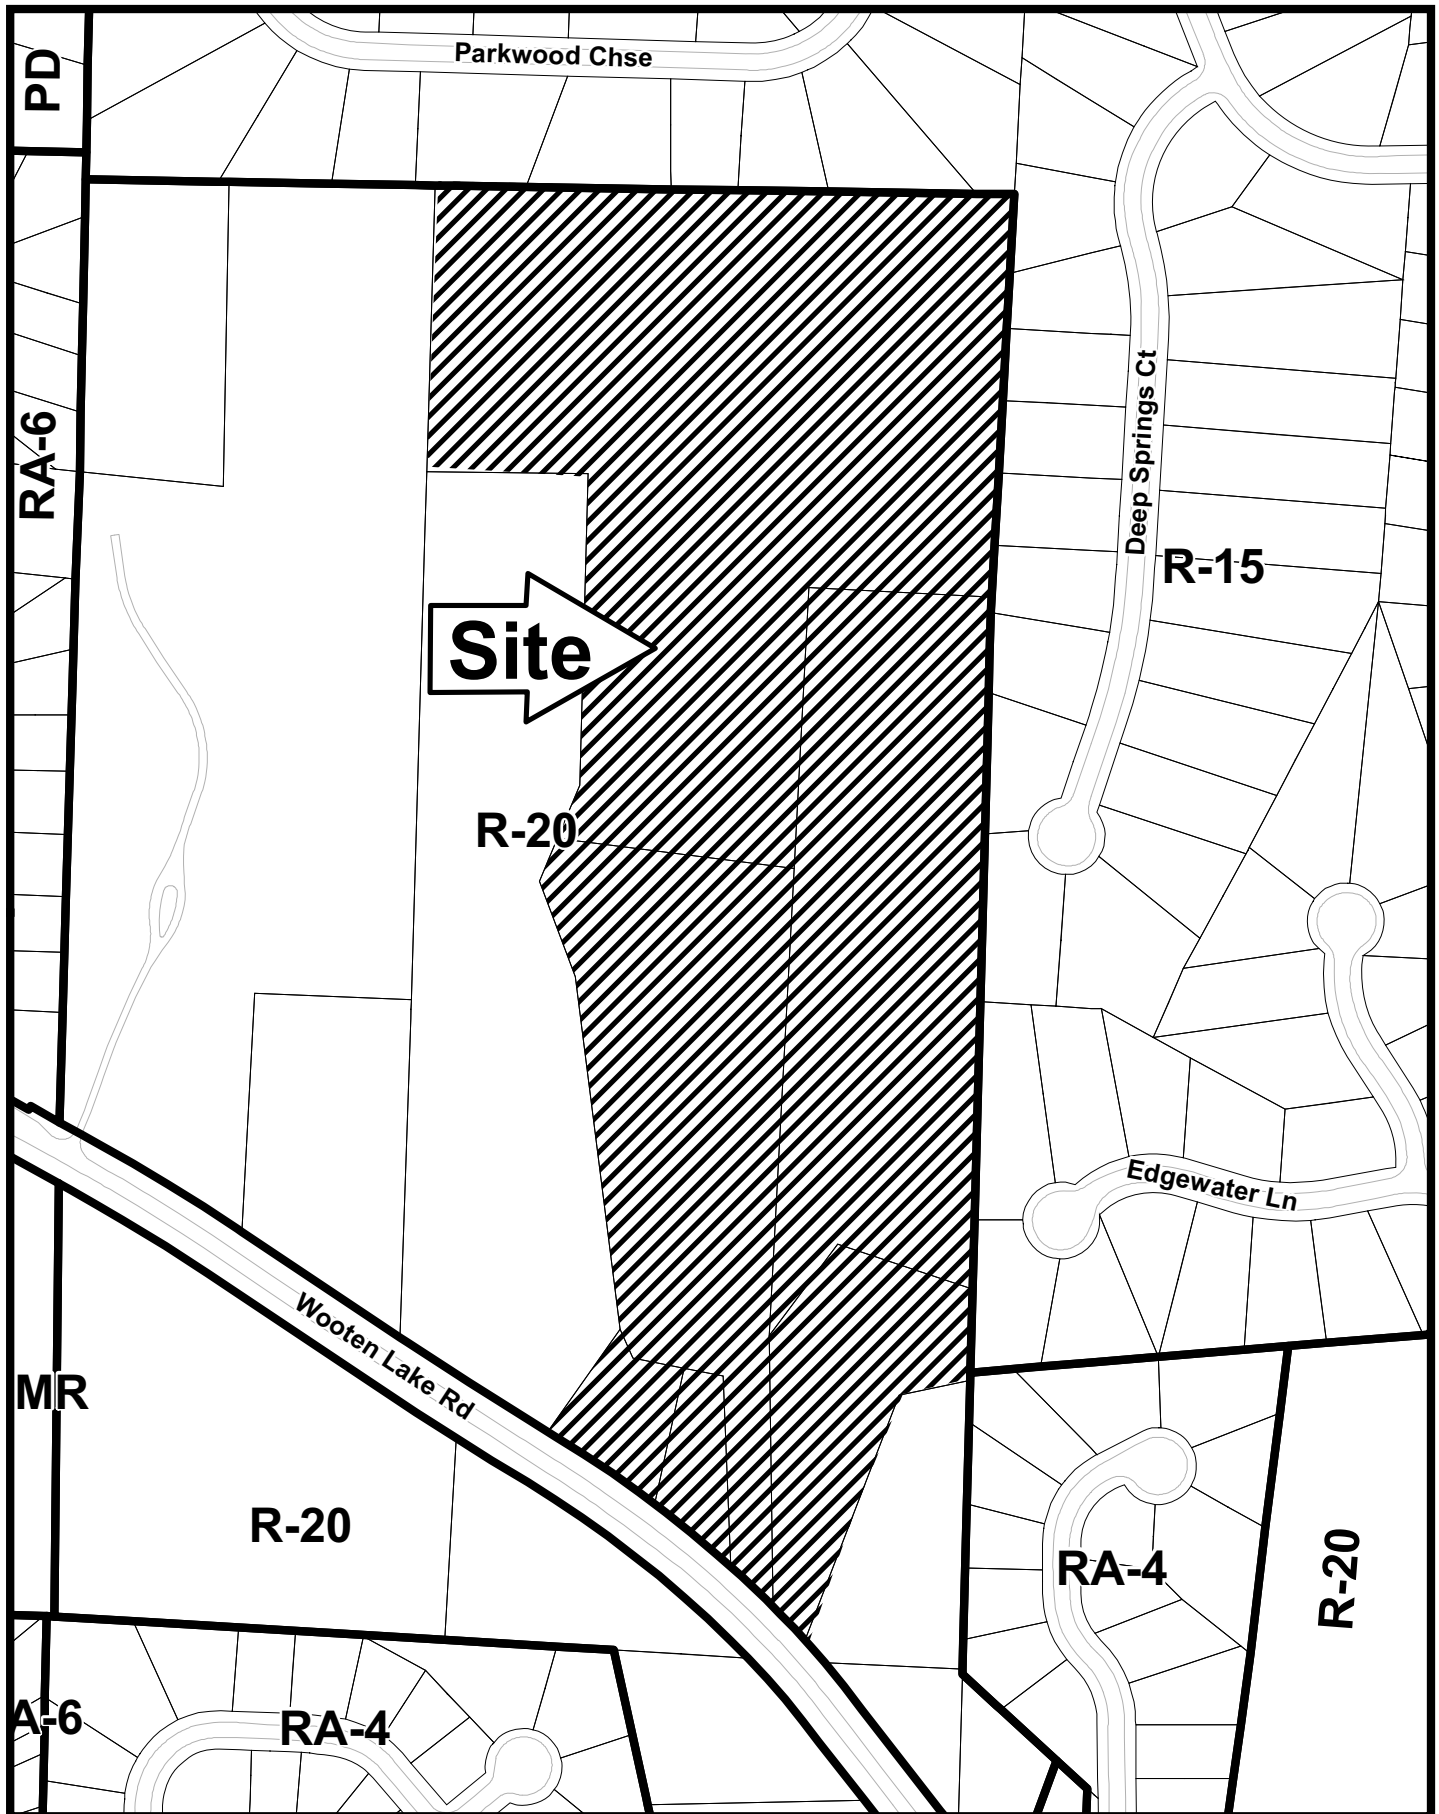 PD
Parkwood Chse
RA-6
Deep Springs Ct
R-15
Site
R-20
Edgewater Ln
Wooten Lake Rd
MR
R-20
RA-4
R-20
A-6
RA-4